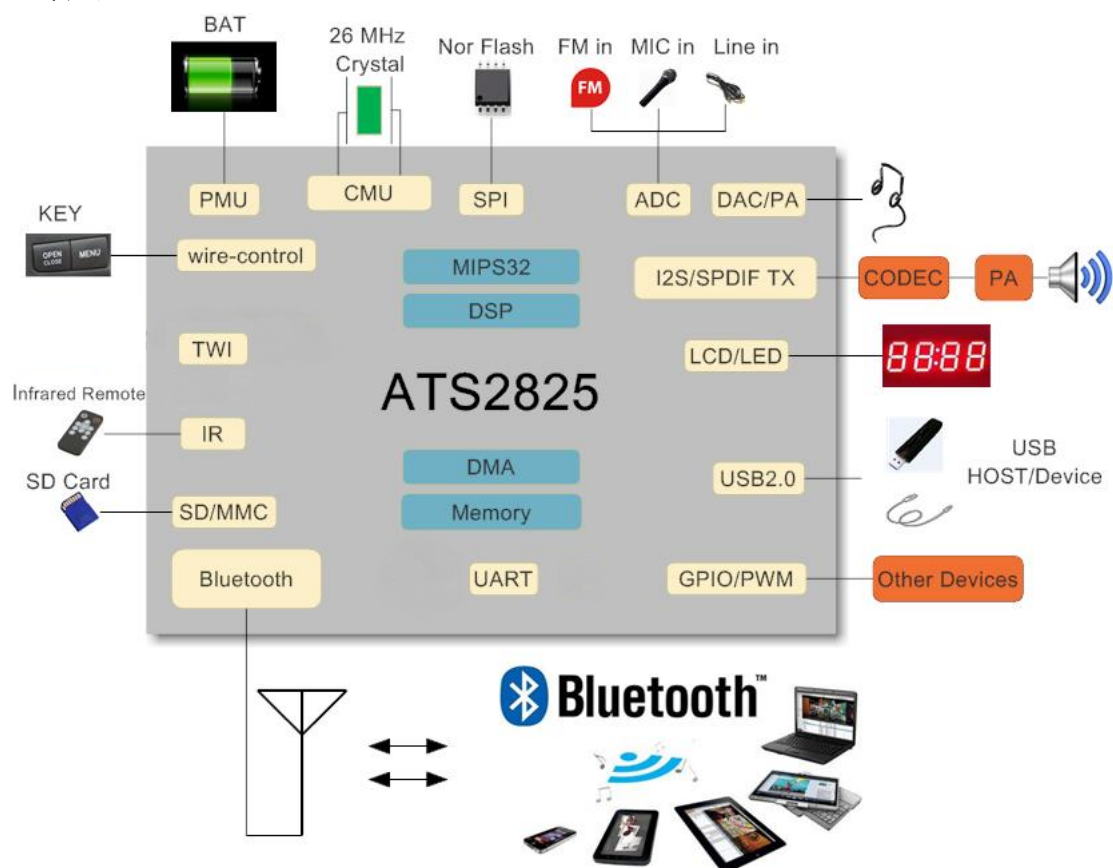 BAT
26 MHz
Crystal
Nor Flash
FM in
MIC in
Line in
FM
PMU
CMU
SPI
ADC
DAC/PA
KEY
OPEN
CLOSE
MENU
wire-control
MIPS32
I2S/SPDIF TX
CODEC
PA
DSP
TWI
LCD/LED
88:88
ATS2825
Infrared Remote
IR
DMA
USB2.0
USB
HOST/Device
SD Card
SD/MMC
Memory
Bluetooth
UART
GPIO/PWM
Other Devices
Bluetooth™